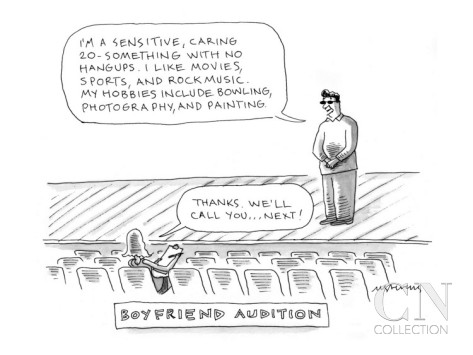 I'M A SENSITIVE, CARING
20-SOMETHING WITH NO
HANGUPS. I LIKE MOVIES,
SPORTS, AND ROCK MUSIC.
MY HOBBIES INCLUDE BOWLING,
PHOTOGRAPHY, AND PAINTING.
THANKS. WE'LL
CALL YOU... NEXT!
BOYFRIEND AUDITION
CN
COLLECTION